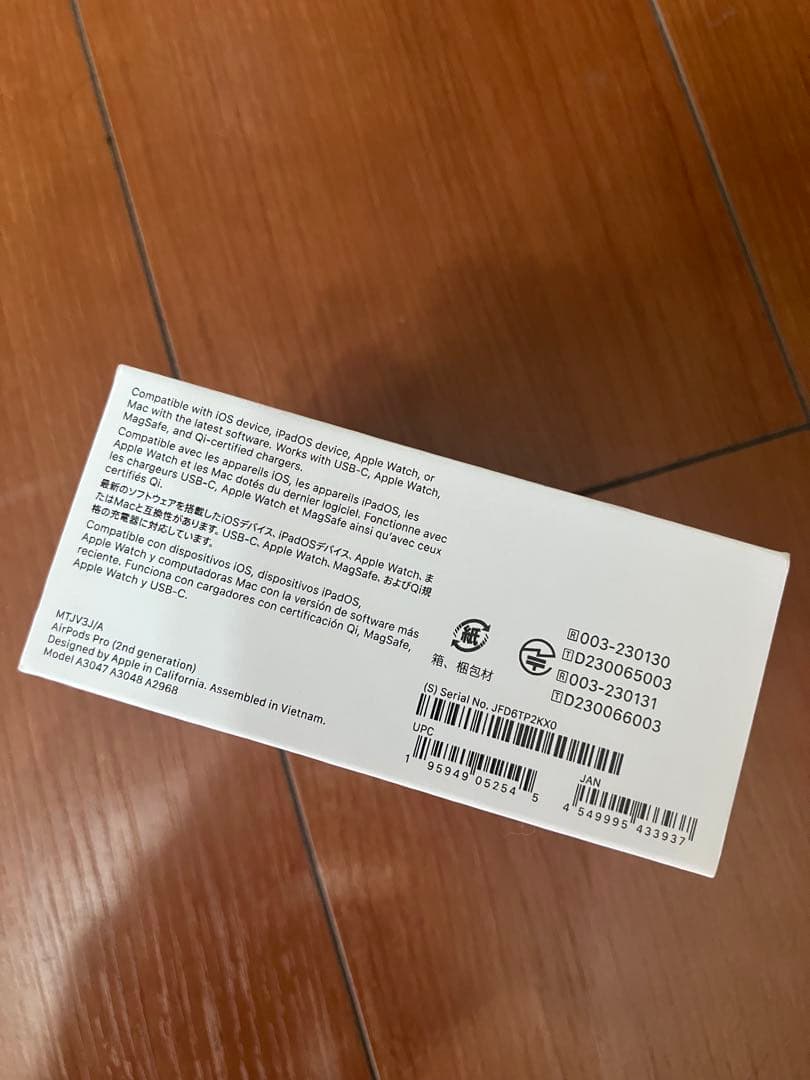 Compatible with iOS device, iPadOS device, Apple Watch, or
Mac with the latest software. Works with USB-C, Apple Watch,
MagSafe, and Qi-certified chargers.
Compatible avec les appareils iOS, les appareils iPadOS, les
Apple Watch et les Mac dotés du dernier logiciel. Fonctionne avec
les chargeurs USB-C, Apple Watch et MagSafe ainsi qu'avec ceux
certifiés Qi.
最新のソフトウェアを搭載したiOSデバイス、iPadOSデバイス、Apple Watch、ま
たはMacと互換性があります。USB-C、Apple Watch、MagSafe、およびQi規
格の充電器に対応しています。
Compatible con dispositivos iOS, dispositivos iPadOS,
Apple Watch y computadoras Mac con la versión de software más
reciente. Funciona con cargadores con certificación Qi, MagSafe,
Apple Watch y USB-C.
MTJV3J/A
AirPods Pro (2nd generation)
Designed by Apple in California. Assembled in Vietnam.
Model A3047 A3048 A2968
紙
箱、梱包材
R 003-230130
T D230065003
R 003-230131
T D230066003
(S) Serial No. JFD6TP2KX0
UPC
1 95949 05254 5
JAN
4 549995 433937